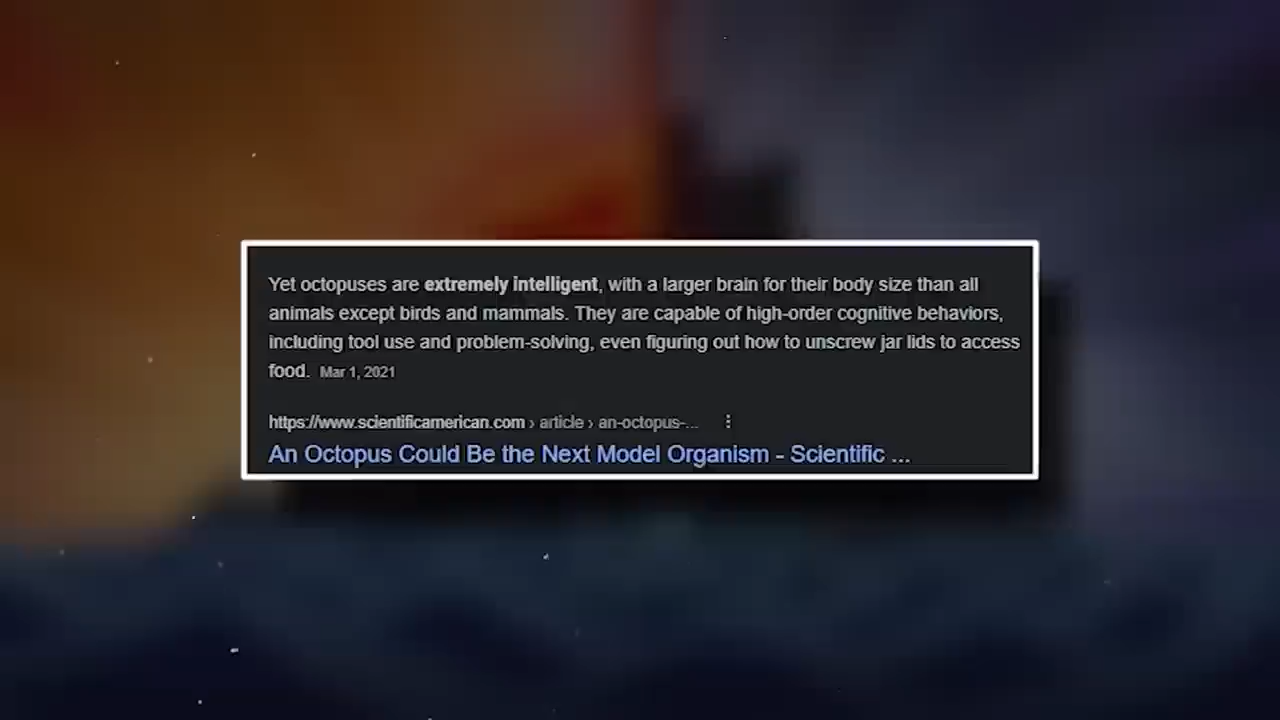 Yet octopuses are extremely intelligent, with a larger brain for their body size than all
animals except birds and mammals. They are capable of high-order cognitive behaviors,
including tool use and problem-solving, even figuring out how to unscrew jar lids to access
food. Mar 1, 2021
https://www.scientificamerican.com › article › an-octopus-...
An Octopus Could Be the Next Model Organism - Scientific ...